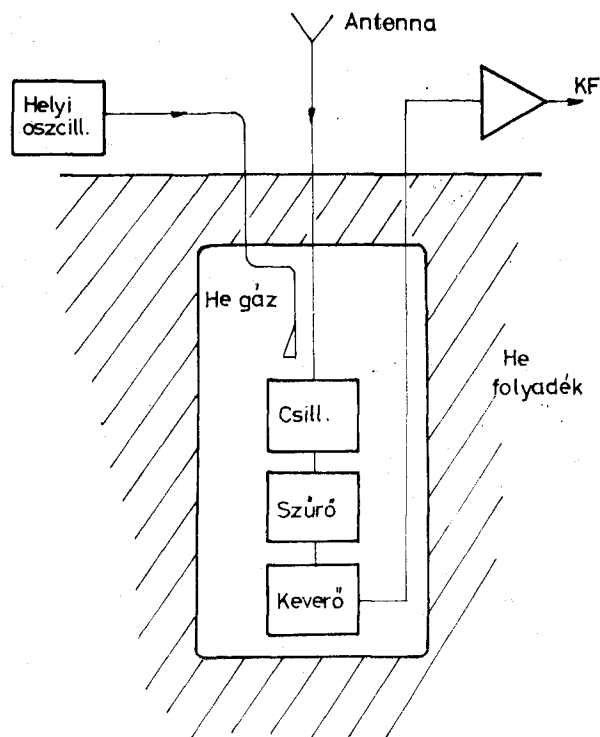 Antenna
KF
Helyi
oszcill.
He gáz
He
folyadék
Csill.
Szűrő
Keverő